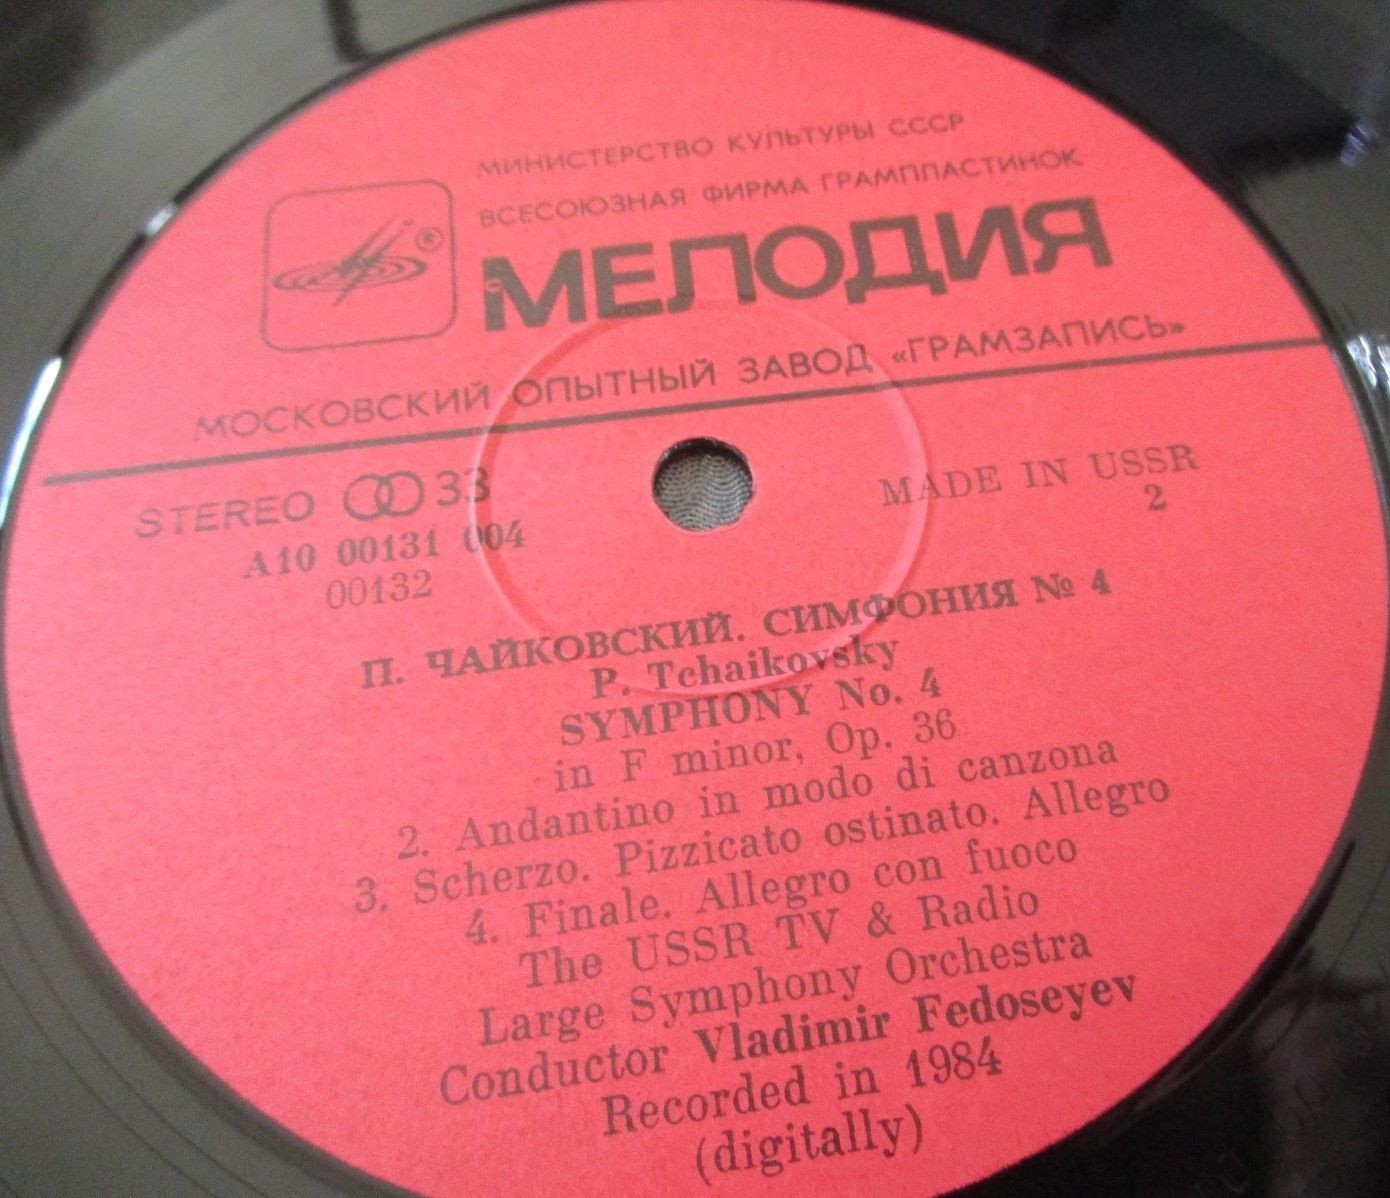 МИНИСТЕРСТВО КУЛЬТУРЫ СССР
ВСЕСОЮЗНАЯ ФИРМА ГРАМПЛАСТИНОК
®
МЕЛОДИЯ
МОСКОВСКИЙ ОПЫТНЫЙ ЗАВОД «ГРАМЗАПИСЬ»
STEREO 33
MADE IN USSR
A10 00131 004
2
00132
П. ЧАЙКОВСКИЙ. СИМФОНИЯ № 4
P. Tchaikovsky
SYMPHONY No. 4
in F minor, Op. 36
2. Andantino in modo di canzona
3. Scherzo. Pizzicato ostinato. Allegro
4. Finale. Allegro con fuoco
The USSR TV & Radio
Large Symphony Orchestra
Conductor Vladimir Fedoseyev
Recorded in 1984
(digitally)